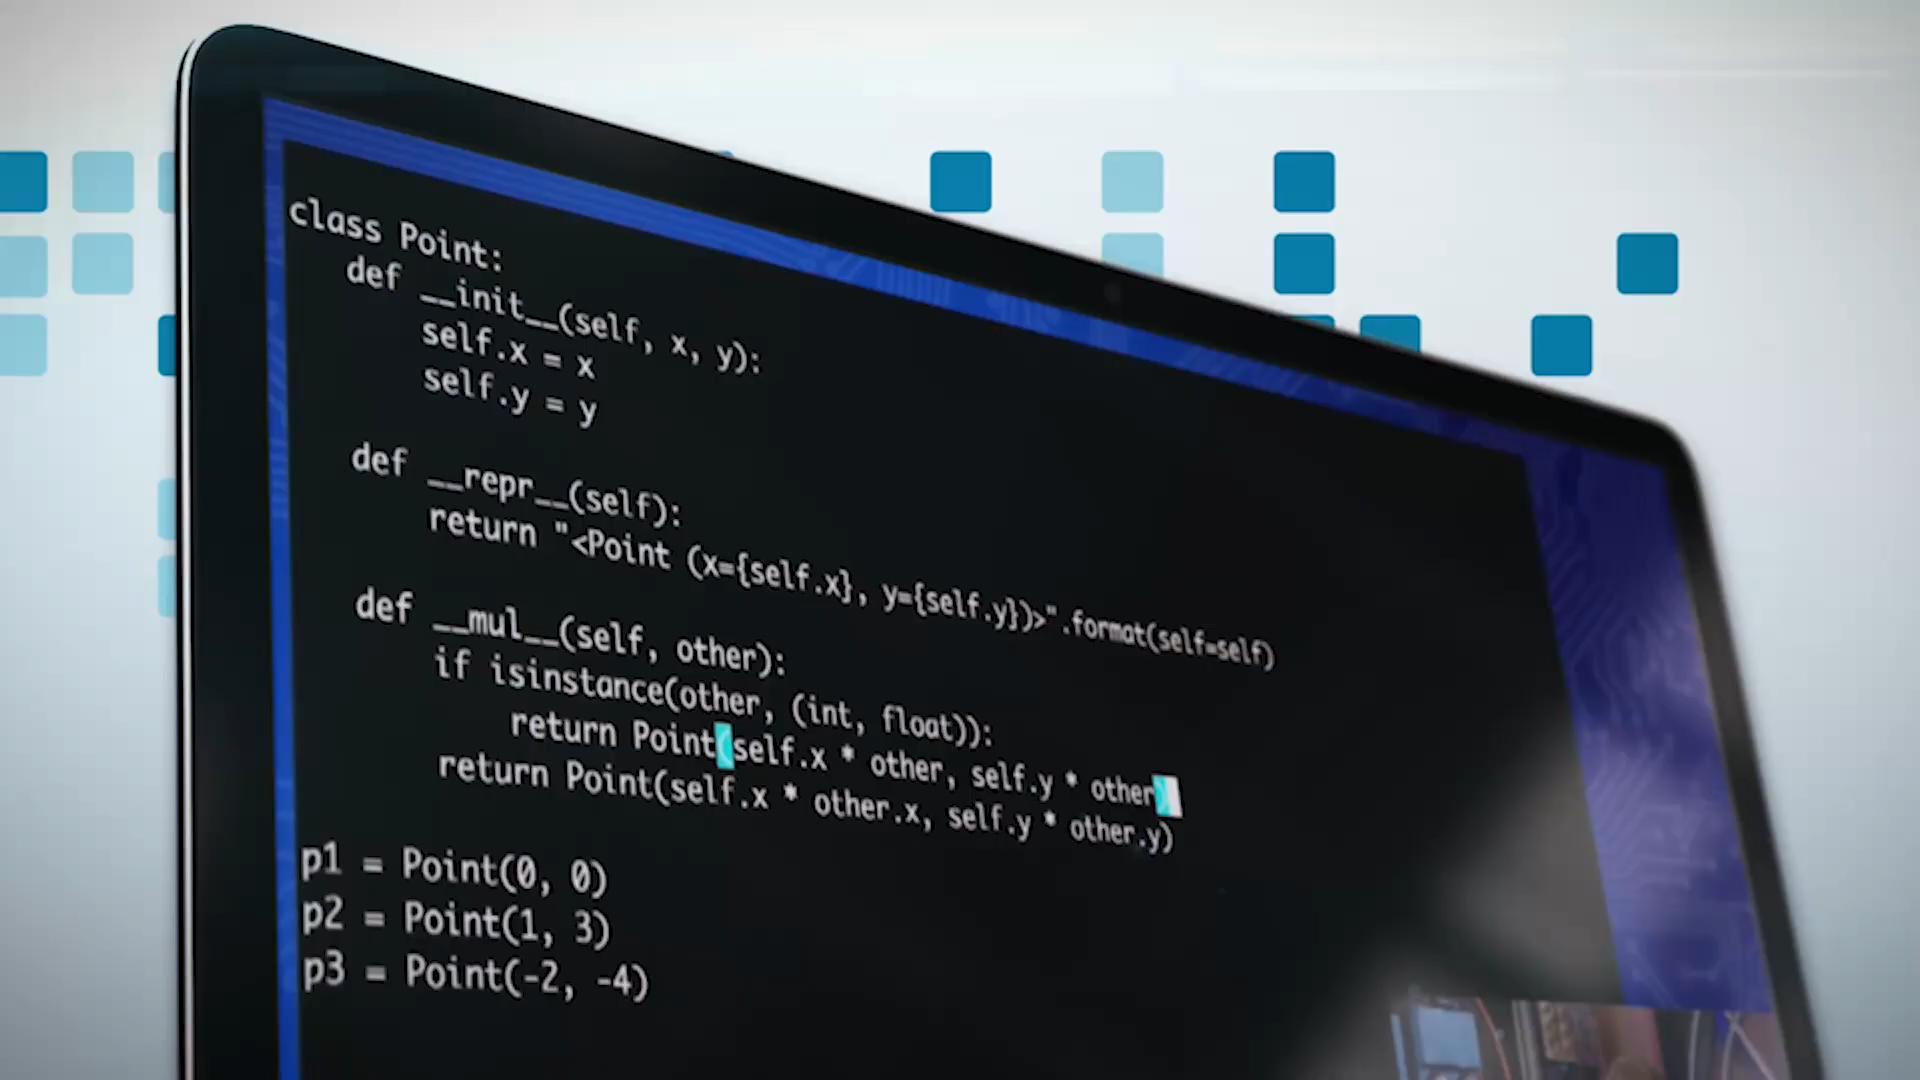 class Point:
def __init__(self, x, y):
self.x = x
self.y = y
def __repr__(self):
return "<Point (x={self.x}, y={self.y})>".format(self=self)
def __mul__(self, other):
if isinstance(other, (int, float)):
return Point(self.x * other, self.y * other)
return Point(self.x * other.x, self.y * other.y)
p1 = Point(0, 0)
p2 = Point(1, 3)
p3 = Point(-2, -4)